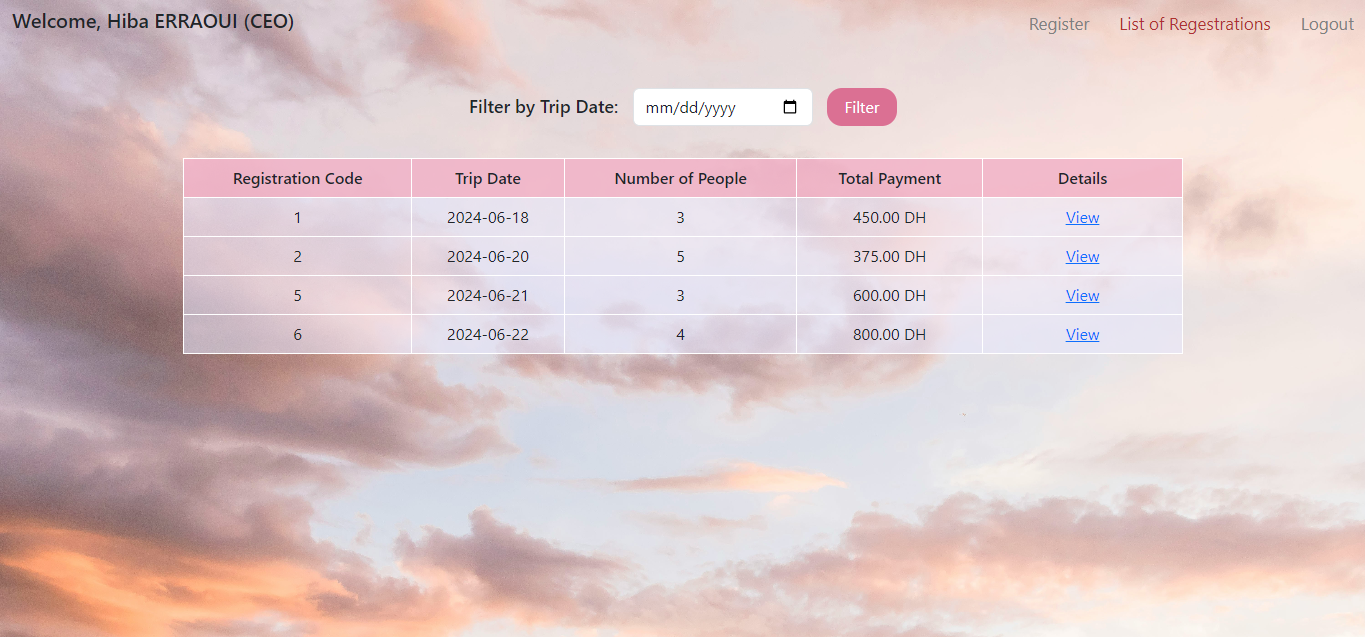 Welcome, Hiba ERRAOUI (CEO)
Register List of Regestrations Logout
Filter by Trip Date: mm/dd/yyyy Filter
Registration Code Trip Date Number of People Total Payment Details
1 2024-06-18 3 450.00 DH View
2 2024-06-20 5 375.00 DH View
5 2024-06-21 3 600.00 DH View
6 2024-06-22 4 800.00 DH View